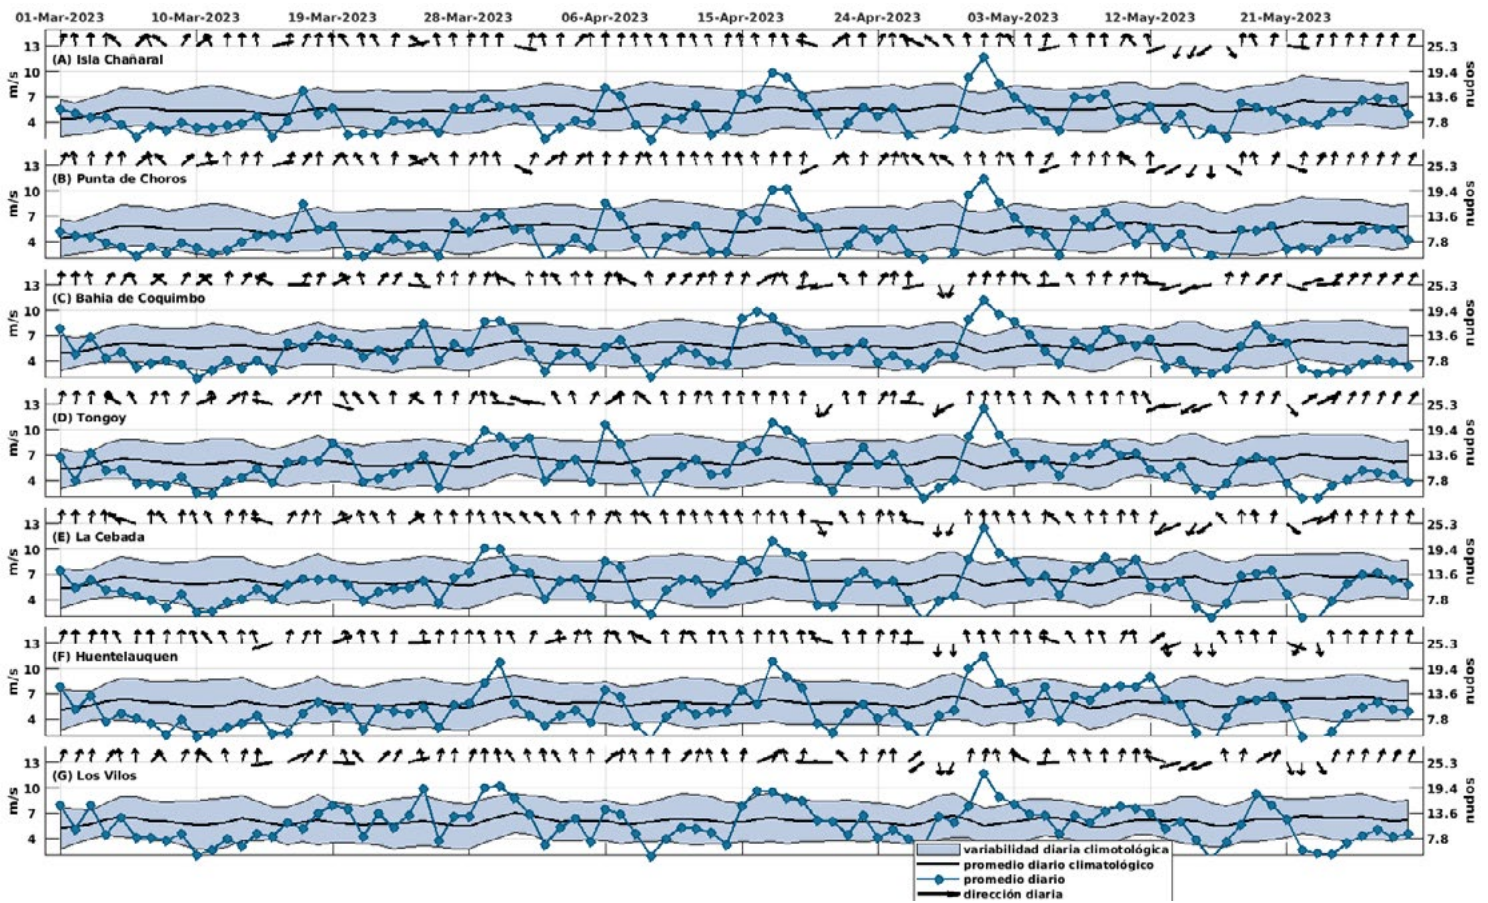 01-Mar-2023 10-Mar-2023 19-Mar-2023 28-Mar-2023 06-Apr-2023 15-Apr-2023 24-Apr-2023 03-May-2023 12-May-2023 21-May-2023
13 25.3
(A) Isla Chañaral
10 19.4
m/s nudos
7 13.6
4 7.8
13 25.3
(B) Punta de Choros
10 19.4
m/s nudos
7 13.6
4 7.8
13 25.3
(C) Bahia de Coquimbo
10 19.4
m/s nudos
7 13.6
4 7.8
13 25.3
(D) Tongoy
10 19.4
m/s nudos
7 13.6
4 7.8
13 25.3
(E) La Cebada
10 19.4
m/s nudos
7 13.6
4 7.8
13 25.3
(F) Huentelauquen
10 19.4
m/s nudos
7 13.6
4 7.8
13 25.3
(G) Los Vilos
10 19.4
m/s nudos
7 13.6
4 7.8
variabilidad diaria climotológica
promedio diario climatológico
promedio diario
dirección diaria